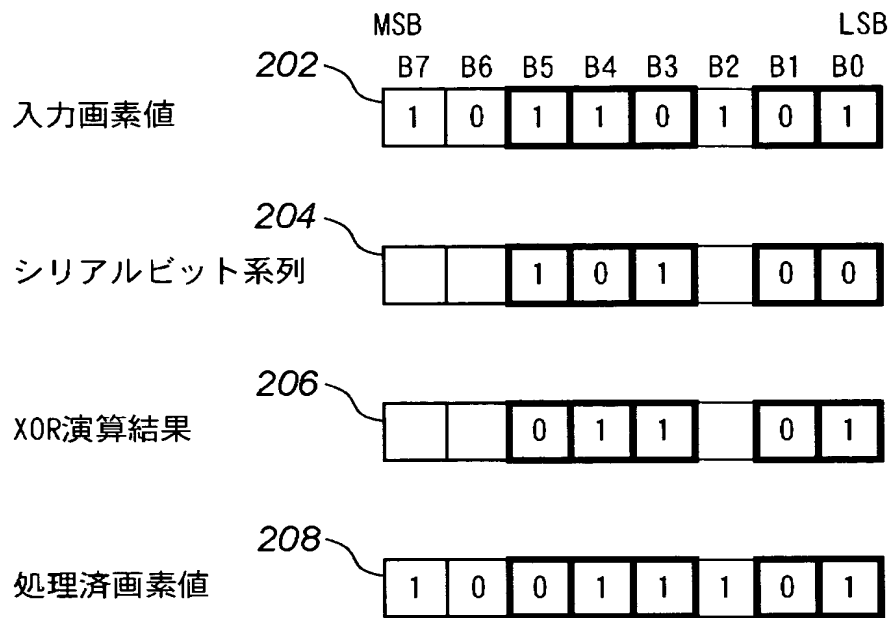 MSB LSB
B7 B6 B5 B4 B3 B2 B1 B0
202
入力画素値 1 0 1 1 0 1 0 1
204
シリアルビット系列 1 0 1 0 0
206
XOR演算結果 0 1 1 0 1
208
処理済画素値 1 0 0 1 1 1 0 1